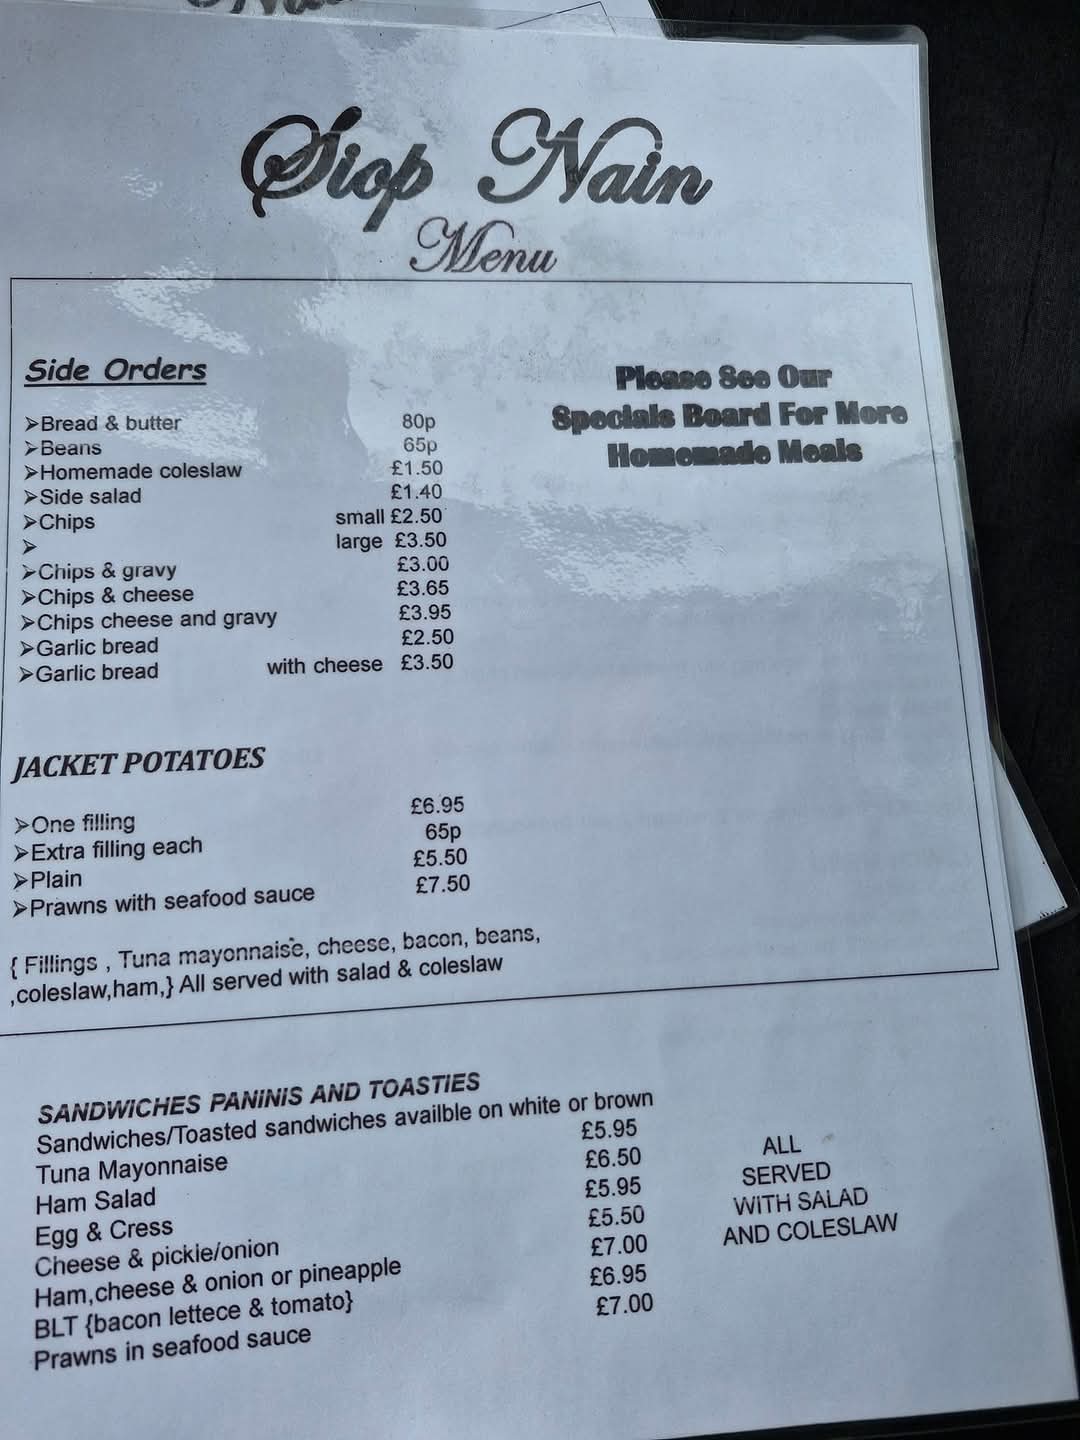 Siop Nain
Menu
Side Orders
➢Bread & butter 80p
➢Beans 65p
➢Homemade coleslaw £1.50
➢Side salad £1.40
➢Chips small £2.50
➢ large £3.50
➢Chips & gravy £3.00
➢Chips & cheese £3.65
➢Chips cheese and gravy £3.95
➢Garlic bread £2.50
➢Garlic bread with cheese £3.50
Please See Our
Specials Board For More
Homemade Meals
JACKET POTATOES
➢One filling £6.95
➢Extra filling each 65p
➢Plain £5.50
➢Prawns with seafood sauce £7.50
{ Fillings , Tuna mayonnaise, cheese, bacon, beans,
,coleslaw,ham,} All served with salad & coleslaw
SANDWICHES PANINIS AND TOASTIES
Sandwiches/Toasted sandwiches availble on white or brown
Tuna Mayonnaise £5.95
Ham Salad £6.50
Egg & Cress £5.95
Cheese & pickie/onion £5.50
Ham,cheese & onion or pineapple £7.00
BLT {bacon lettece & tomato} £6.95
Prawns in seafood sauce £7.00
ALL
SERVED
WITH SALAD
AND COLESLAW